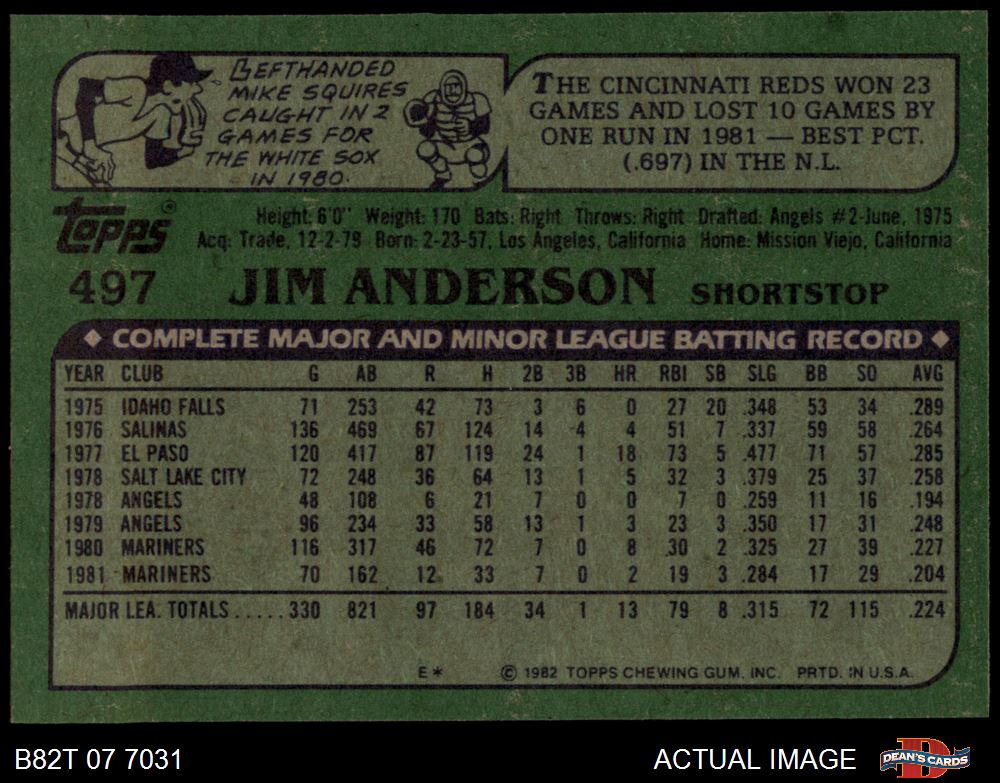 LEFTHANDED
MIKE SQUIRES
CAUGHT IN 2
GAMES FOR
THE WHITE SOX
IN 1980.
THE CINCINNATI REDS WON 23
GAMES AND LOST 10 GAMES BY
ONE RUN IN 1981 — BEST PCT.
(.697) IN THE N.L.
topps®
Height: 6'0" Weight: 170 Bats: Right Throws: Right Drafted: Angels #2-June, 1975
Acq: Trade, 12-2-79 Born: 2-23-57, Los Angeles, California Home: Mission Viejo, California
497 JIM ANDERSON SHORTSTOP
◆ COMPLETE MAJOR AND MINOR LEAGUE BATTING RECORD ◆
YEAR CLUB G AB R H 2B 3B HR RBI SB SLG BB SO AVG
1975 IDAHO FALLS 71 253 42 73 3 6 0 27 20 .348 53 34 .289
1976 SALINAS 136 469 67 124 14 4 4 51 7 .337 59 58 .264
1977 EL PASO 120 417 87 119 24 1 18 73 5 .477 71 57 .285
1978 SALT LAKE CITY 72 248 36 64 13 1 5 32 3 .379 25 37 .258
1978 ANGELS 48 108 6 21 7 0 0 7 0 .259 11 16 .194
1979 ANGELS 96 234 33 58 13 1 3 23 3 .350 17 31 .248
1980 MARINERS 116 317 46 72 7 0 8 30 2 .325 27 39 .227
1981 MARINERS 70 162 12 33 7 0 2 19 3 .284 17 29 .204
MAJOR LEA. TOTALS ..... 330 821 97 184 34 1 13 79 8 .315 72 115 .224
E* © 1982 TOPPS CHEWING GUM, INC. PRTD. IN U.S.A.
B82T 07 7031 ACTUAL IMAGE DEAN'S CARDS